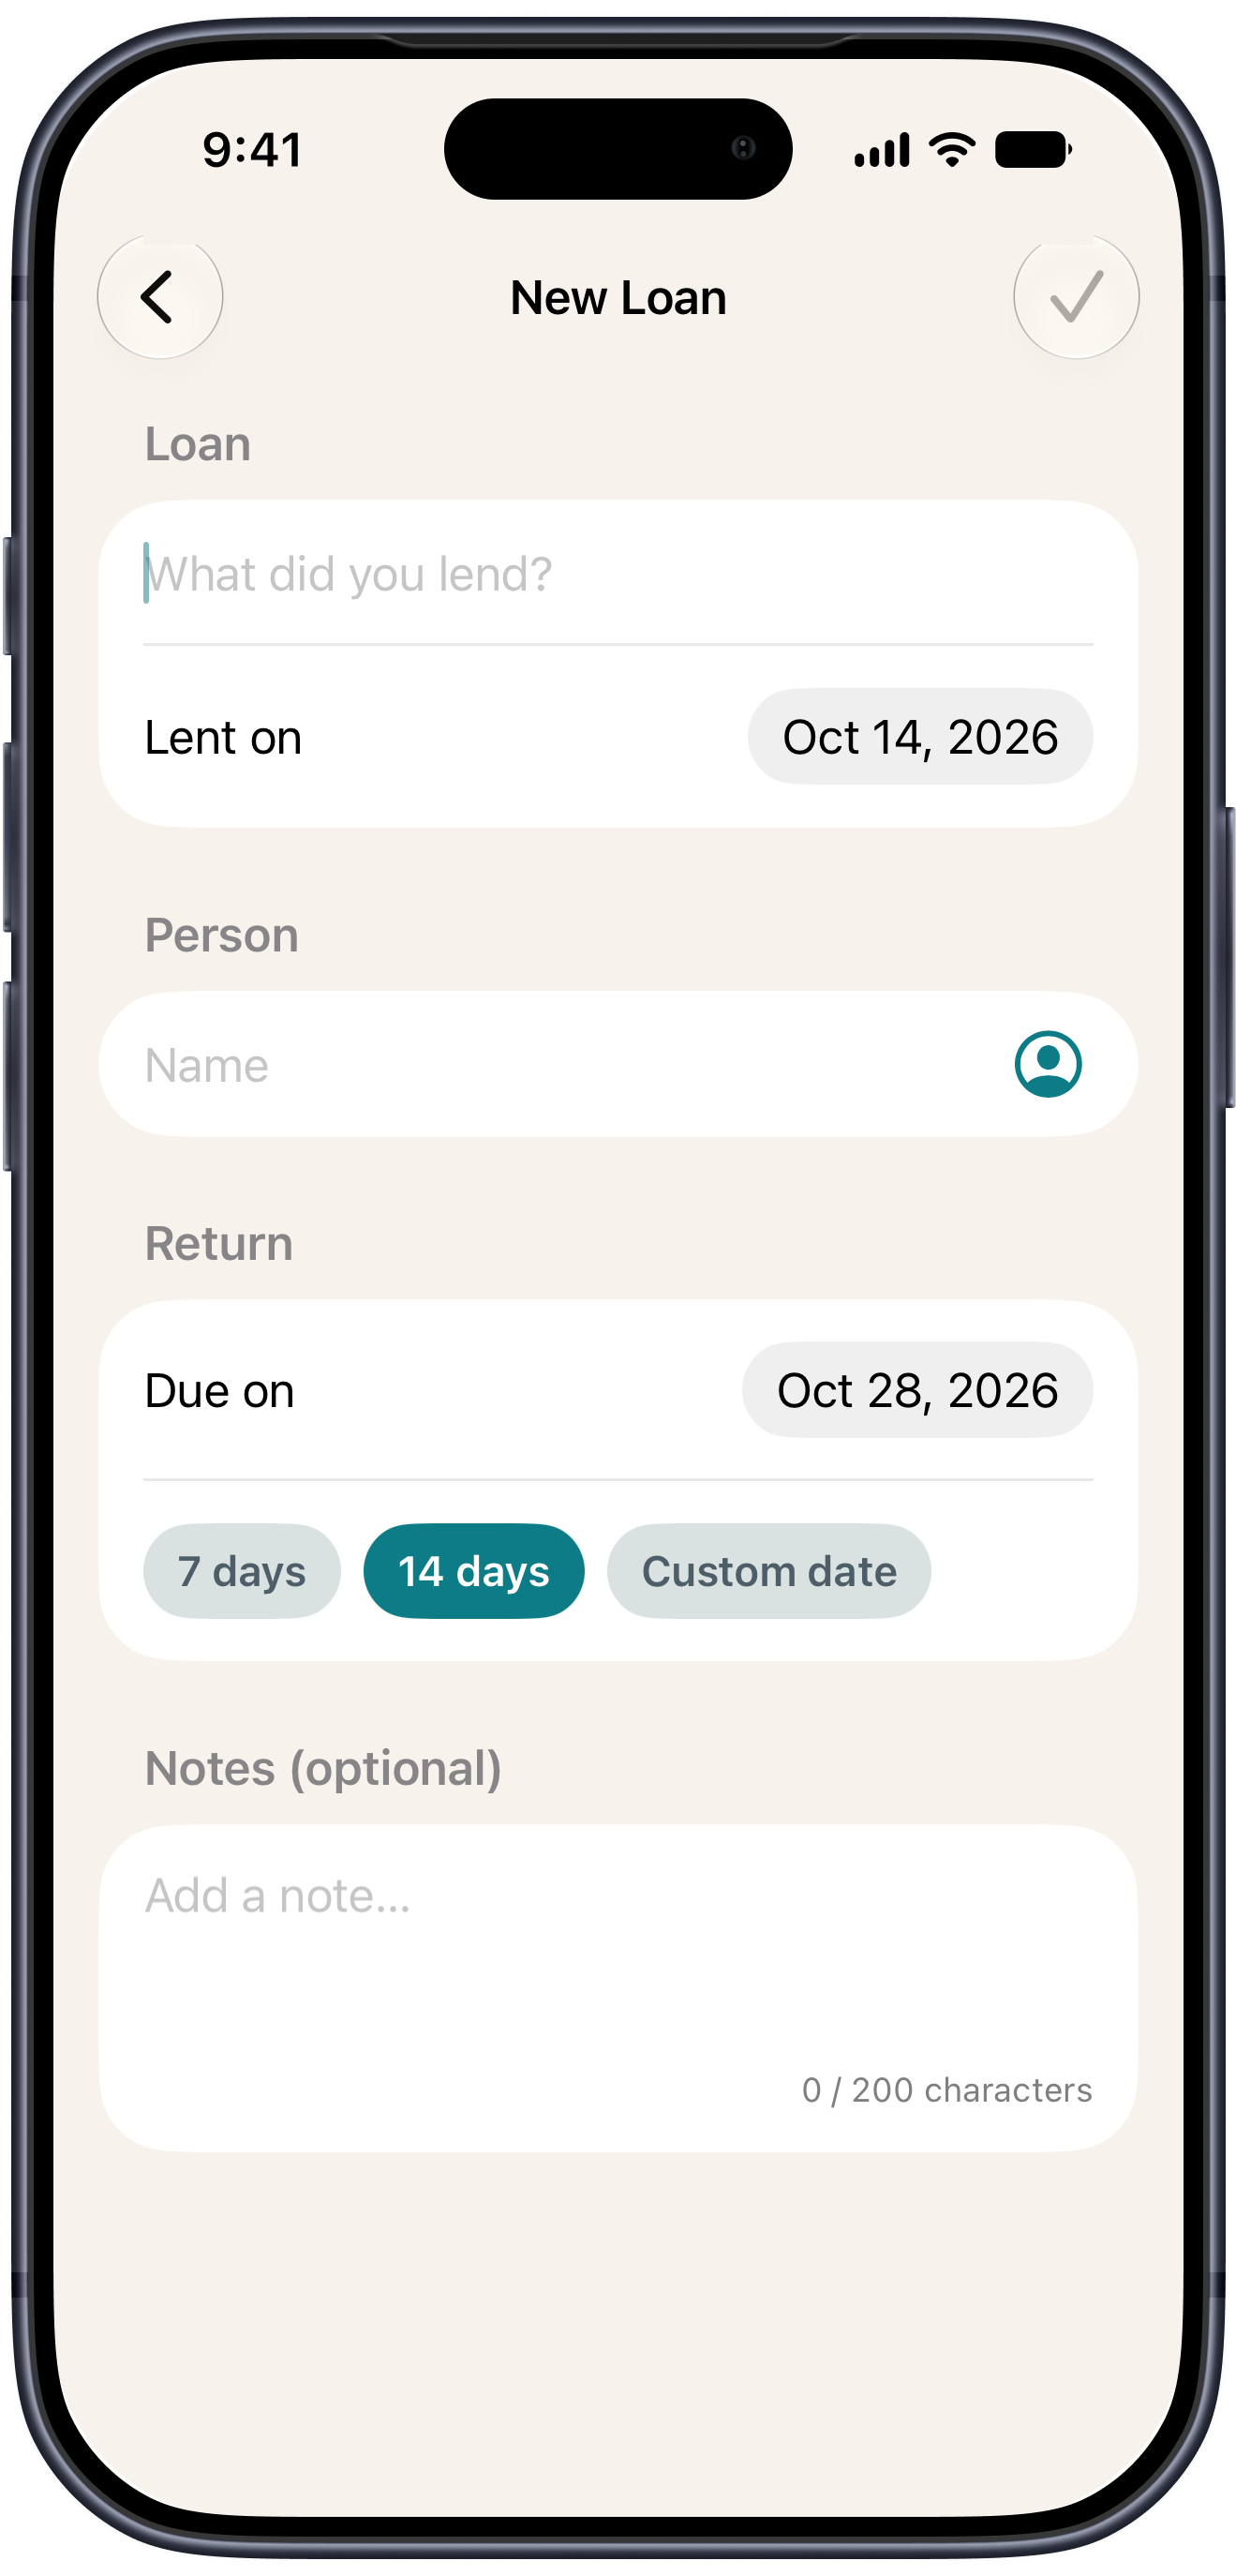 9:41
New Loan
Loan
What did you lend?
Lent on Oct 14, 2026
Person
Name
Return
Due on Oct 28, 2026
7 days 14 days Custom date
Notes (optional)
Add a note...
0 / 200 characters